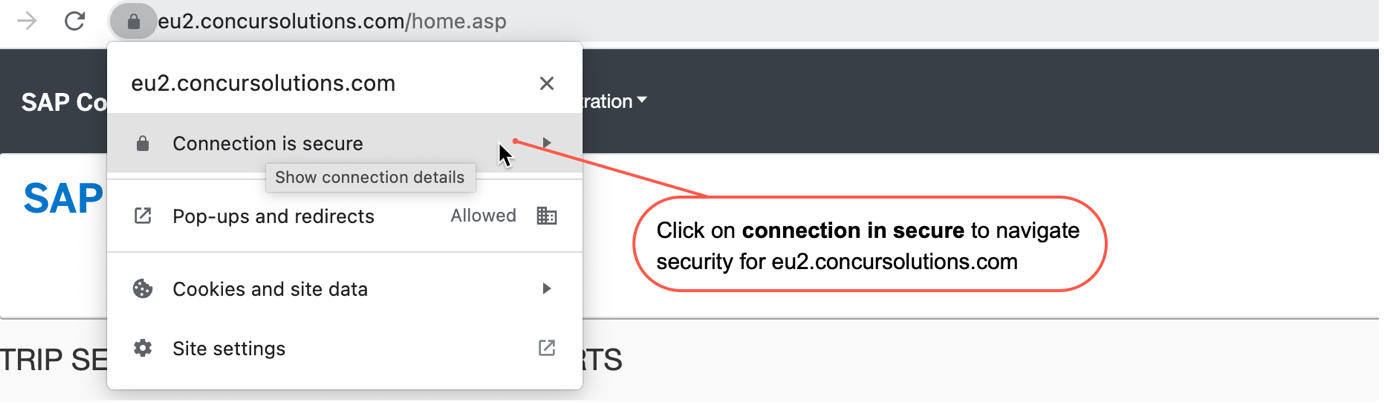 eu2.concursolutions.com/home.asp
eu2.concursolutions.com
SAP Co
tration
Connection is secure
Show connection details
SAP
Pop-ups and redirects Allowed
Click on connection in secure to navigate
security for eu2.concursolutions.com
Cookies and site data
Site settings
TRIP SE
RTS